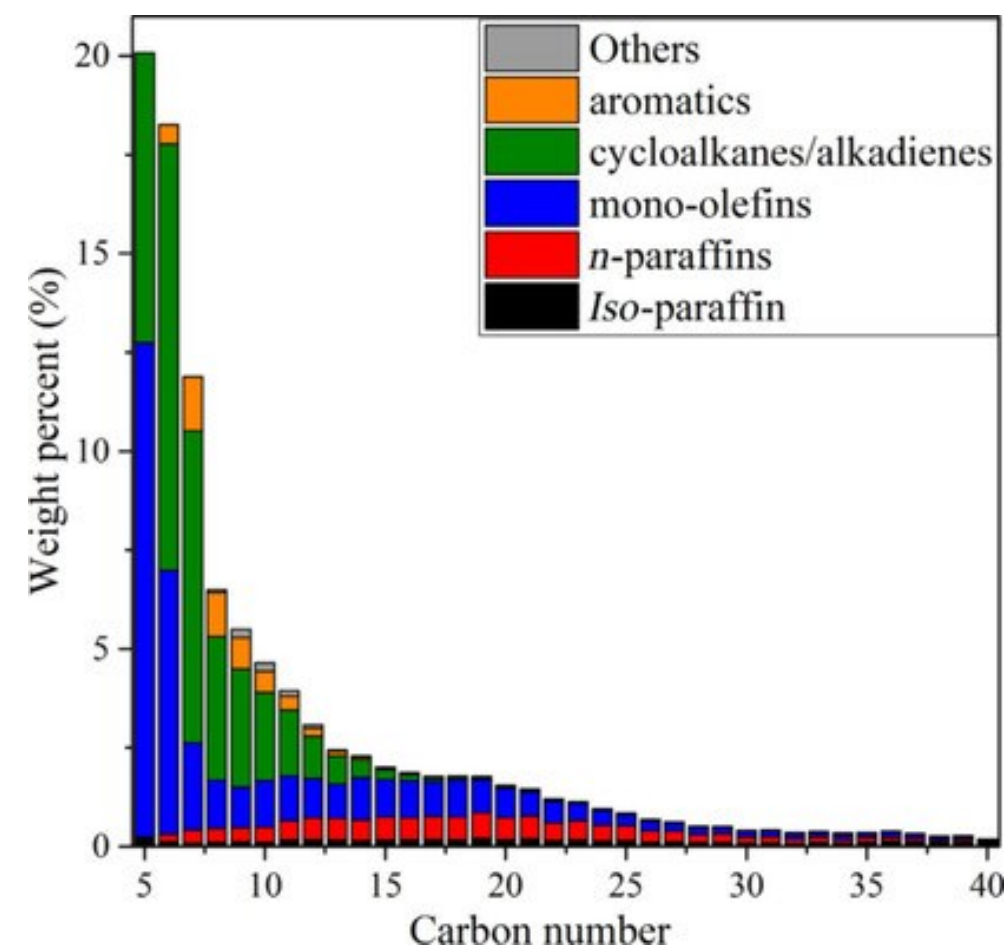 Others
aromatics
cycloalkanes/alkadienes
mono-olefins
n-paraffins
Iso-paraffin
20
15
10
5
0
Weight percent (%)
5 10 15 20 25 30 35 40
Carbon number